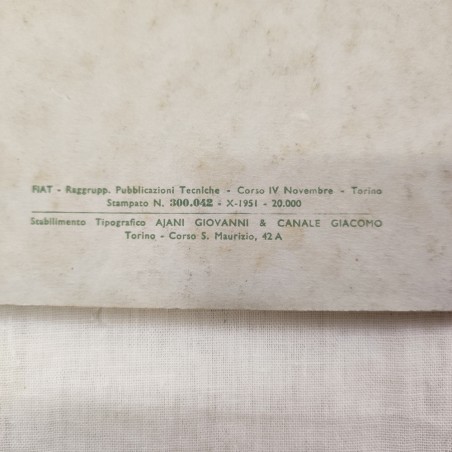 FIAT - Raggrupp. Pubblicazioni Tecniche - Corso IV Novembre - Torino
Stampato N. 300.042 - X-1951 - 20.000
Stabilimento Tipografico AJANI GIOVANNI & CANALE GIACOMO
Torino - Corso S. Maurizio, 42 A